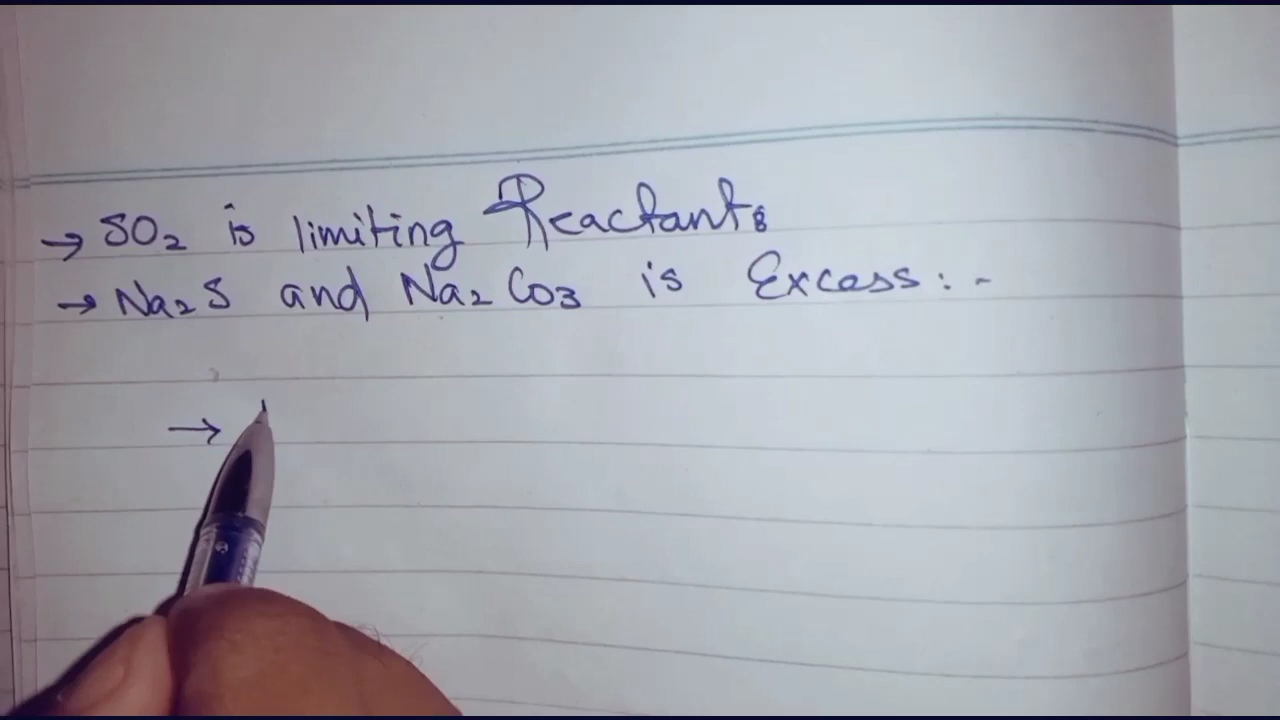 → SO₂ is limiting Reactant:
→ Na₂S and Na₂CO₃ is Excess:-
→